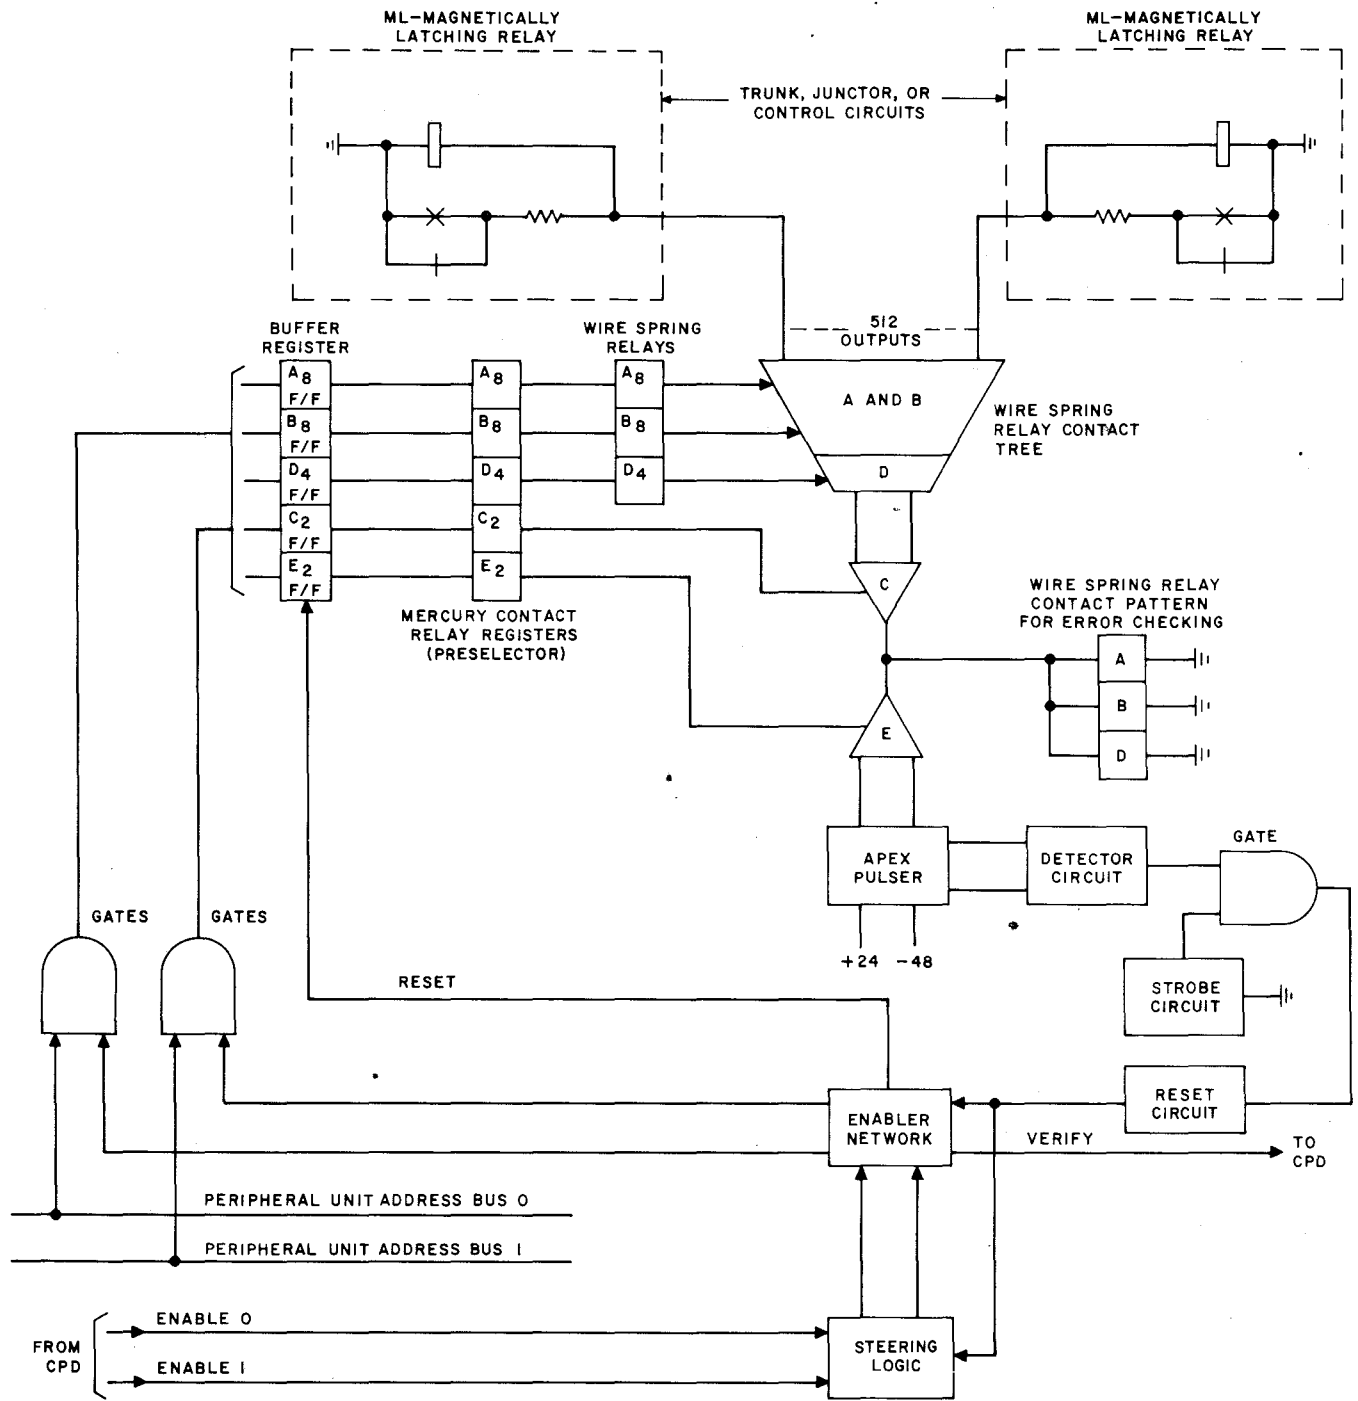 ML-MAGNETICALLY
LATCHING RELAY
ML-MAGNETICALLY
LATCHING RELAY
TRUNK, JUNCTOR, OR
CONTROL CIRCUITS
BUFFER
REGISTER
WIRE SPRING
RELAYS
512
OUTPUTS
A8
F/F
A8
A8
A AND B
B8
F/F
B8
B8
WIRE SPRING
RELAY CONTACT
TREE
D4
F/F
D4
D4
D
C2
F/F
C2
E2
F/F
E2
C
MERCURY CONTACT
RELAY REGISTERS
(PRESELECTOR)
WIRE SPRING RELAY
CONTACT PATTERN
FOR ERROR CHECKING
A
B
D
E
APEX
PULSER
DETECTOR
CIRCUIT
GATE
+24 -48
GATES
GATES
STROBE
CIRCUIT
RESET
RESET
CIRCUIT
ENABLER
NETWORK
VERIFY
TO
CPD
PERIPHERAL UNIT ADDRESS BUS 0
PERIPHERAL UNIT ADDRESS BUS 1
FROM
CPD
ENABLE 0
ENABLE 1
STEERING
LOGIC